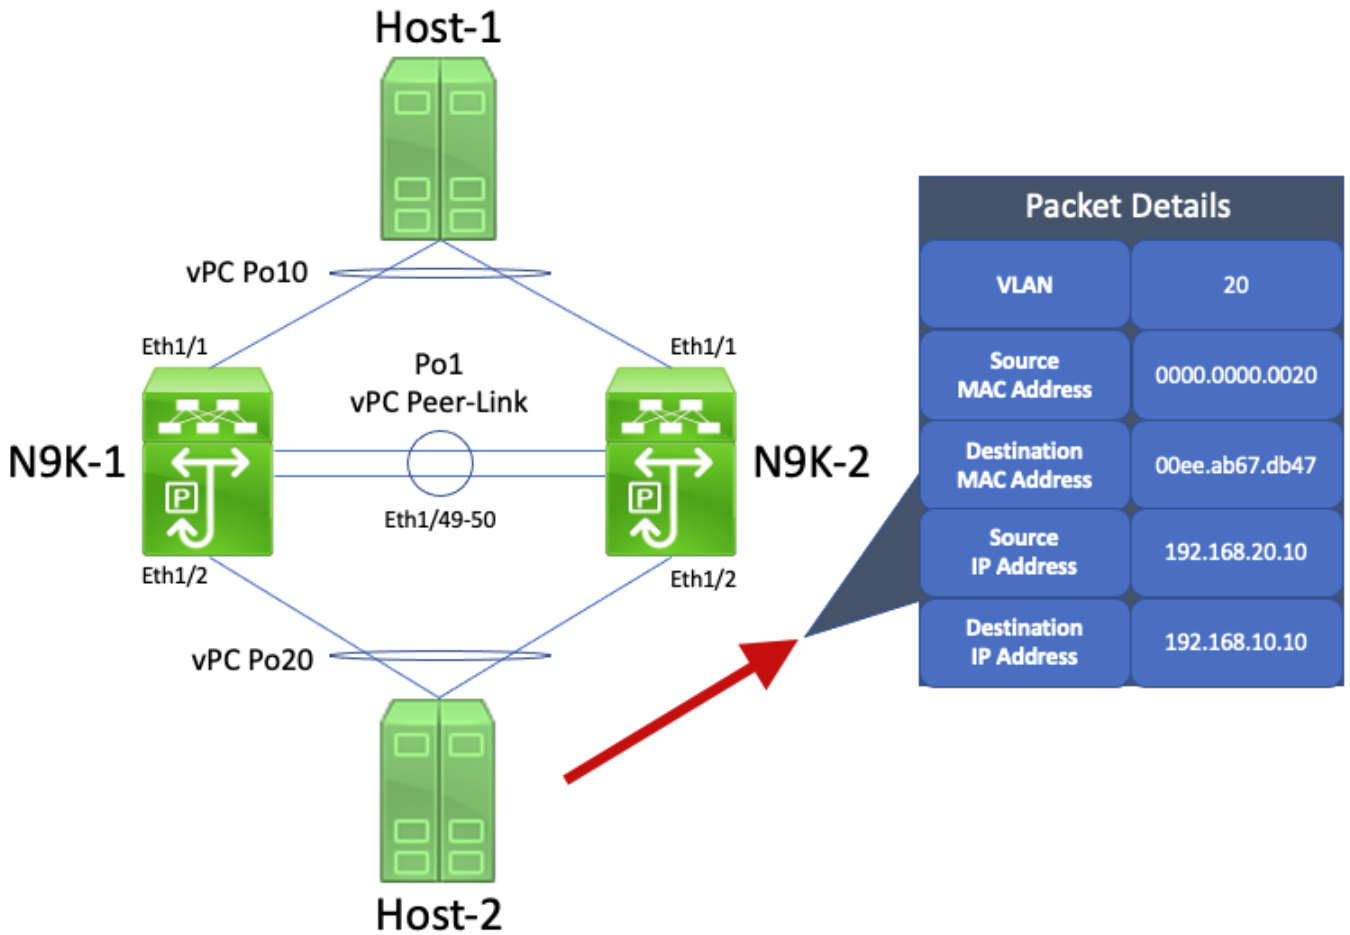 Host-1
vPC Po10
Eth1/1
Eth1/1
Po1
vPC Peer-Link
N9K-1
P
P
N9K-2
Eth1/49-50
Eth1/2
Eth1/2
vPC Po20
Host-2
Packet Details
VLAN
20
Source
MAC Address
0000.0000.0020
Destination
MAC Address
00ee.ab67.db47
Source
IP Address
192.168.20.10
Destination
IP Address
192.168.10.10